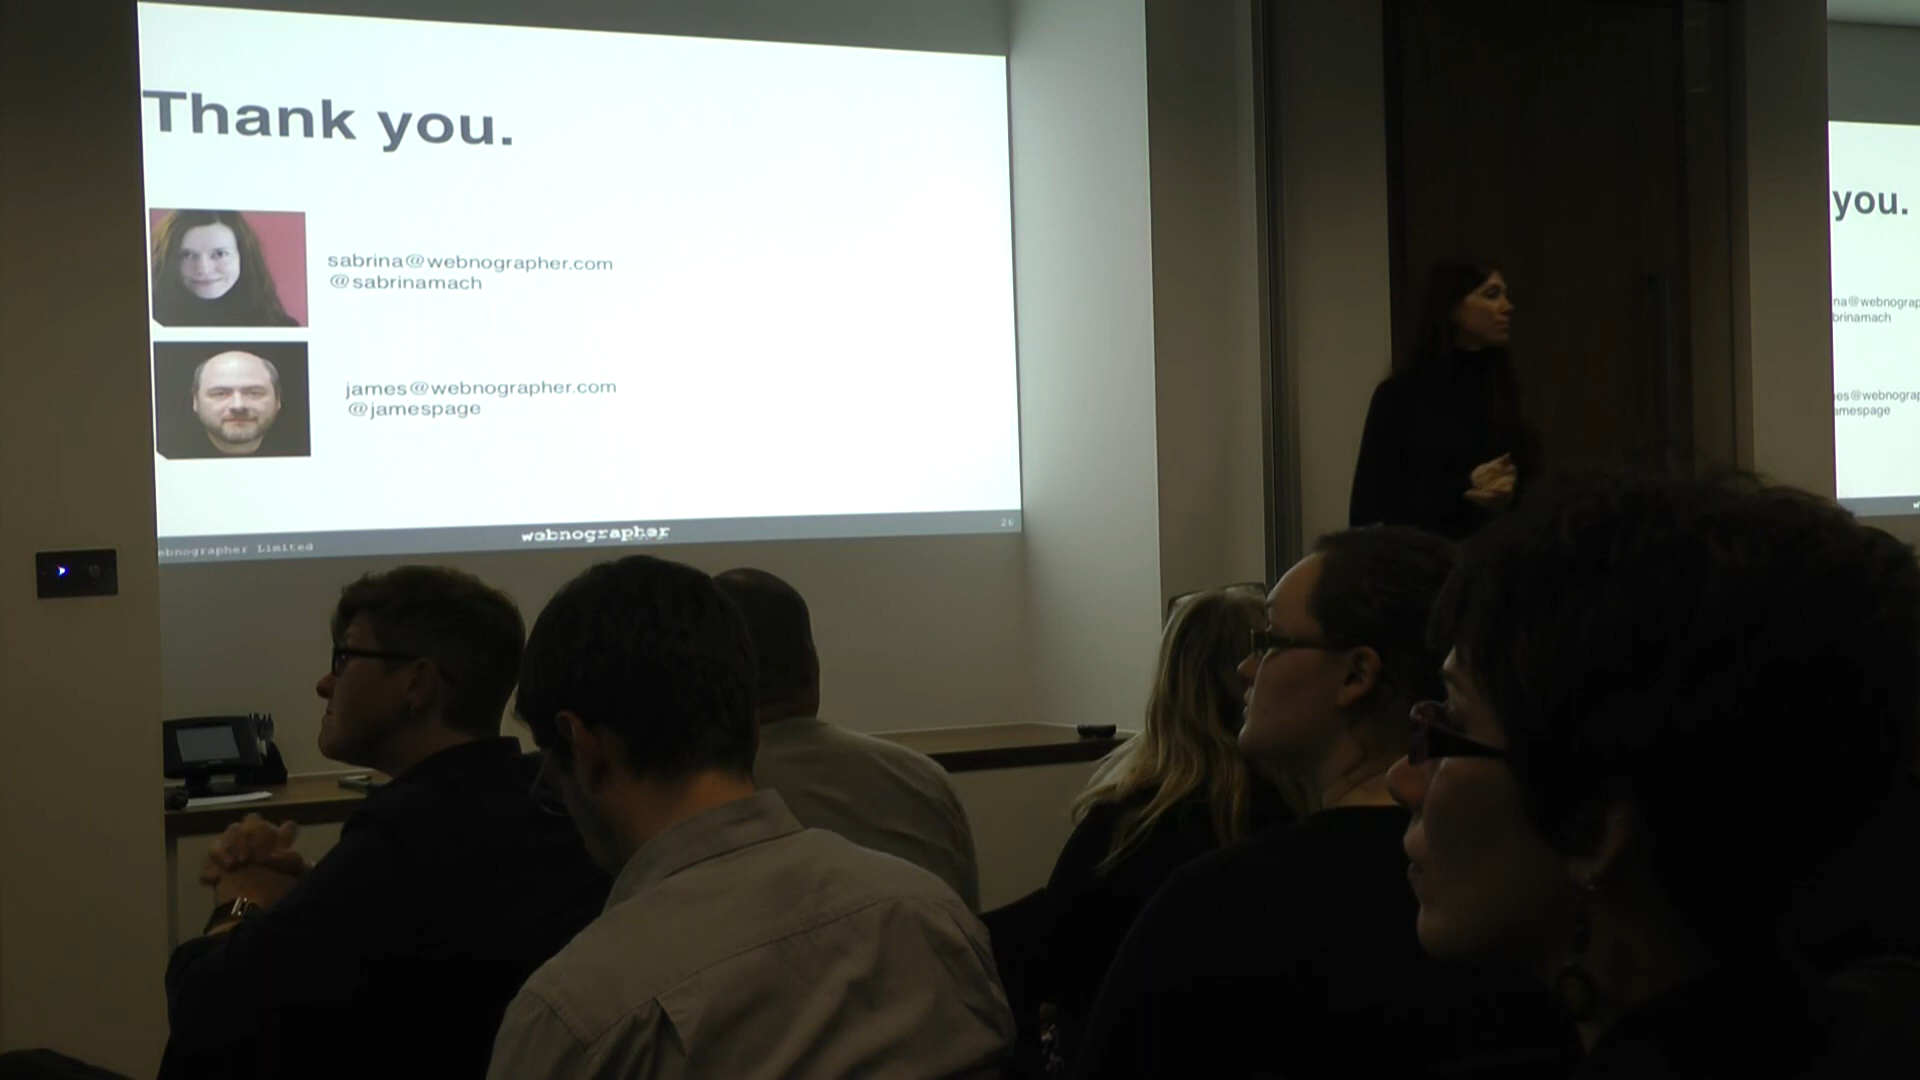 Thank you.
sabrina@webnographer.com
@sabrinamach
james@webnographer.com
@jamespage
ebnographer Limited
webnographer
26
you.
na@webnograp
brinamach
es@webnograp
amespage